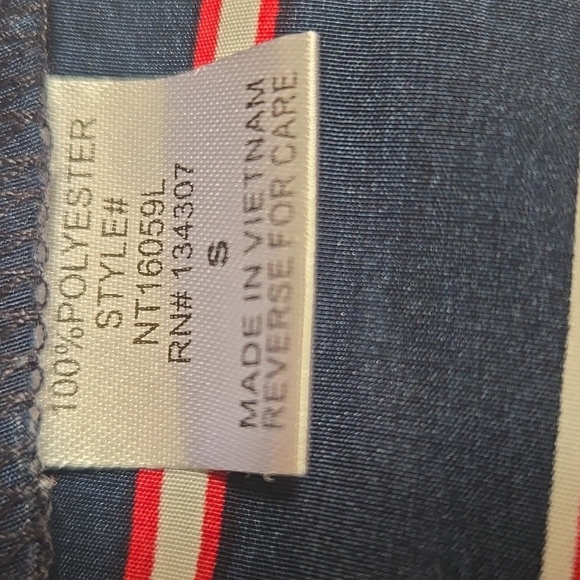 100%POLYESTER
STYLE#
NT16059L
RN# 134307
S
MADE IN VIETNAM
REVERSE FOR CARE